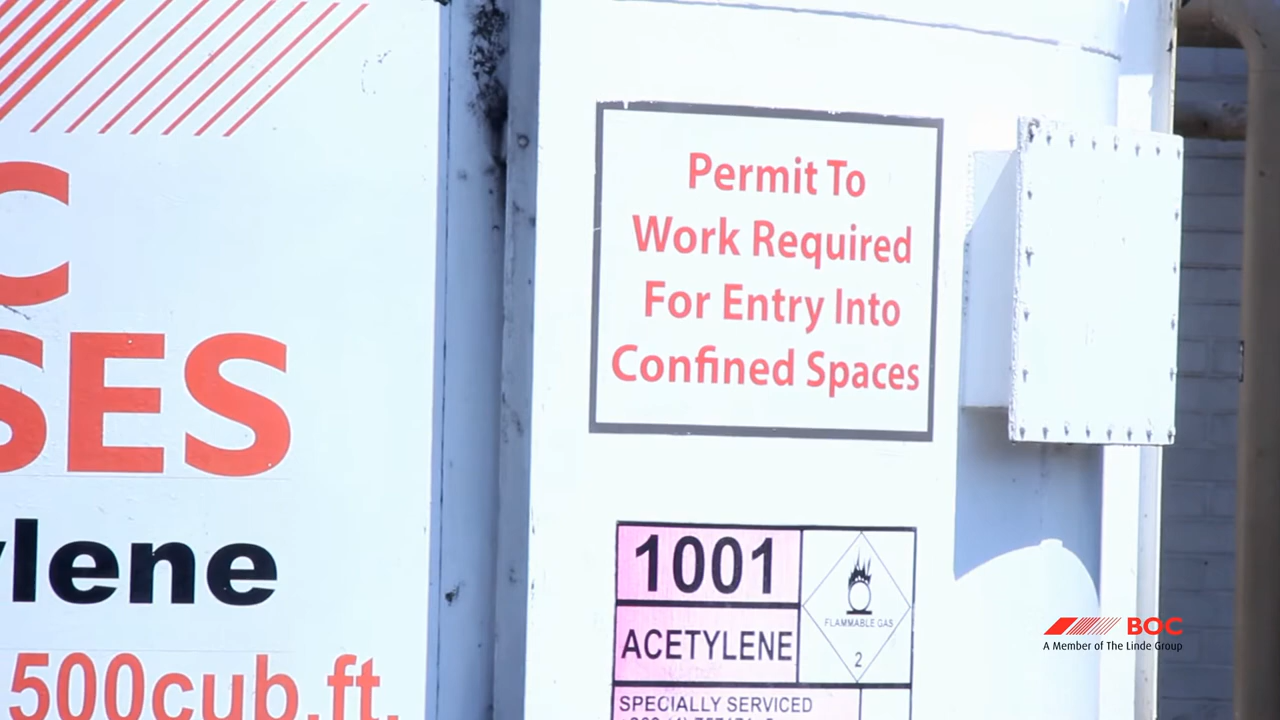 C
SES
ylene
500cub.ft.
Permit To
Work Required
For Entry Into
Confined Spaces
1001
ACETYLENE
FLAMMABLE GAS
2
SPECIALLY SERVICED
BOC
A Member of The Linde Group